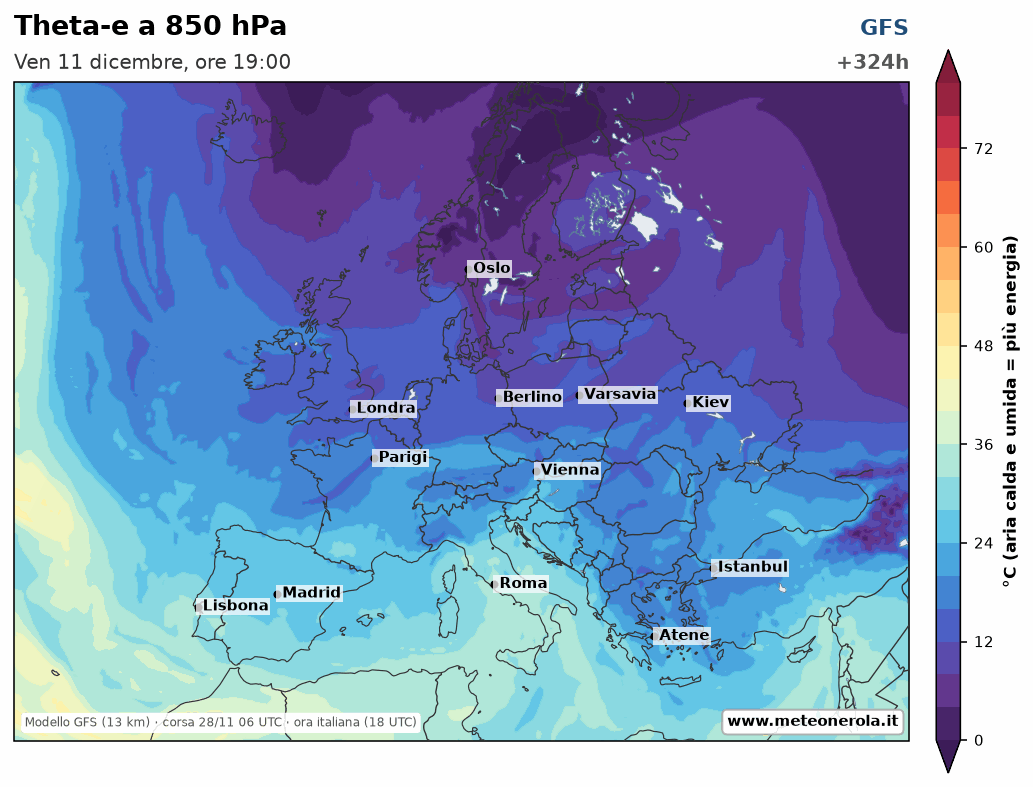 Theta-e a 850 hPa
GFS
Ven 11 dicembre, ore 19:00
+324h
Oslo
Berlino
Varsavia
Kiev
Londra
Parigi
Vienna
Istanbul
Roma
Madrid
Lisbona
Atene
Modello GFS (13 km) · corsa 28/11 06 UTC · ora italiana (18 UTC)
www.meteonerola.it
72
60
48
36
24
12
0
°C (aria calda e umida = più energia)